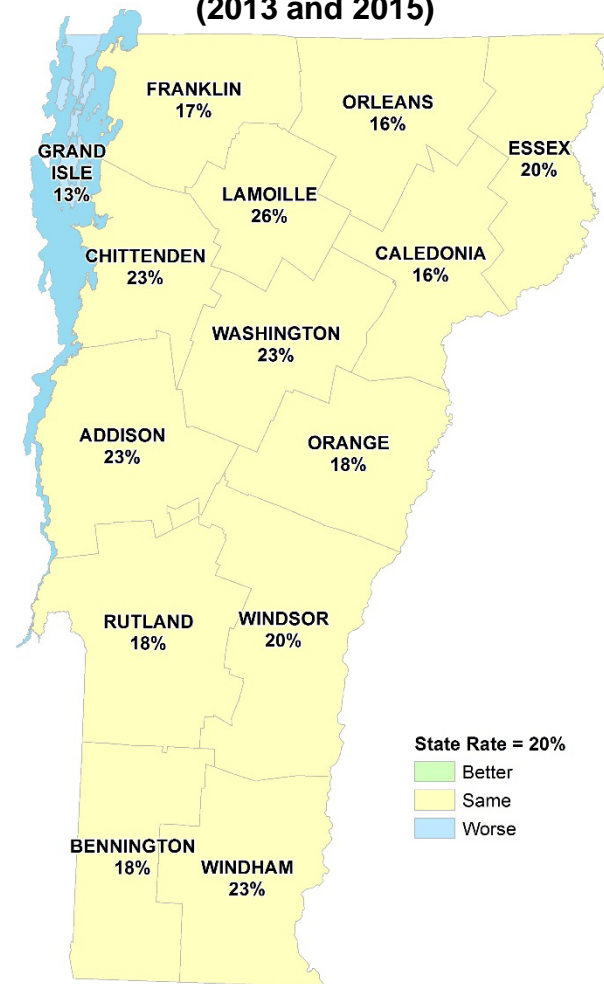 (2013 and 2015)
FRANKLIN
17%
ORLEANS
16%
ESSEX
20%
GRAND
ISLE
13%
LAMOILLE
26%
CHITTENDEN
23%
CALEDONIA
16%
WASHINGTON
23%
ADDISON
23%
ORANGE
18%
RUTLAND
18%
WINDSOR
20%
State Rate = 20%
Better
Same
Worse
BENNINGTON
18%
WINDHAM
23%